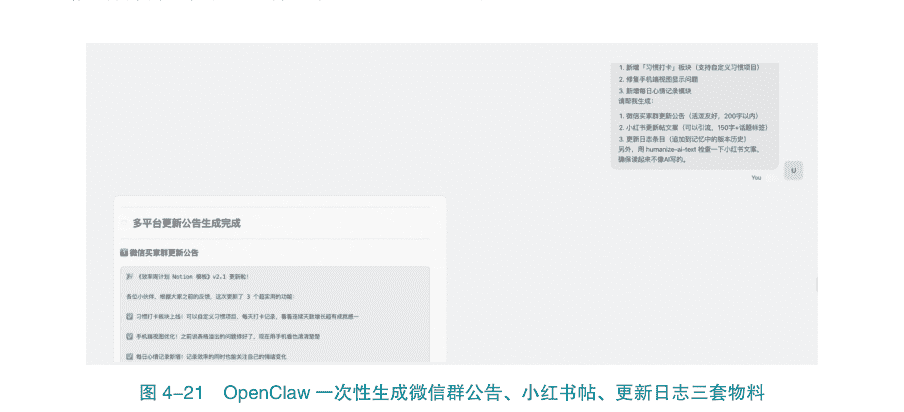 1. 新增「习惯打卡」板块（支持自定义习惯项目）
2. 修复手机端视图显示问题
3. 新增每日心情记录模块
请帮我生成：
1. 微信买家群更新公告（活泼友好，200字以内）
2. 小红书更新帖文案（可以引流，150字+话题标签）
3. 更新日志条目（追加到记忆中的版本历史）
另外，用 humanize-ai-text 检查一下小红书文案，
确保读起来不像AI写的。
You
U
多平台更新公告生成完成
1 微信买家群更新公告
《效率周计划 Notion 模板》v2.1 更新啦！
各位小伙伴，根据大家之前的反馈，这次更新了 3 个超实用的功能：
习惯打卡板块上线！可以自定义习惯项目，每天打卡记录，看着连续天数增长超有成就感～
手机端视图优化！之前说表格溢出的问题修好了，现在用手机看也清清楚楚
每日心情记录新增！记录效率的同时也能关注自己的情绪变化
图 4–21 OpenClaw 一次性生成微信群公告、小红书帖、更新日志三套物料